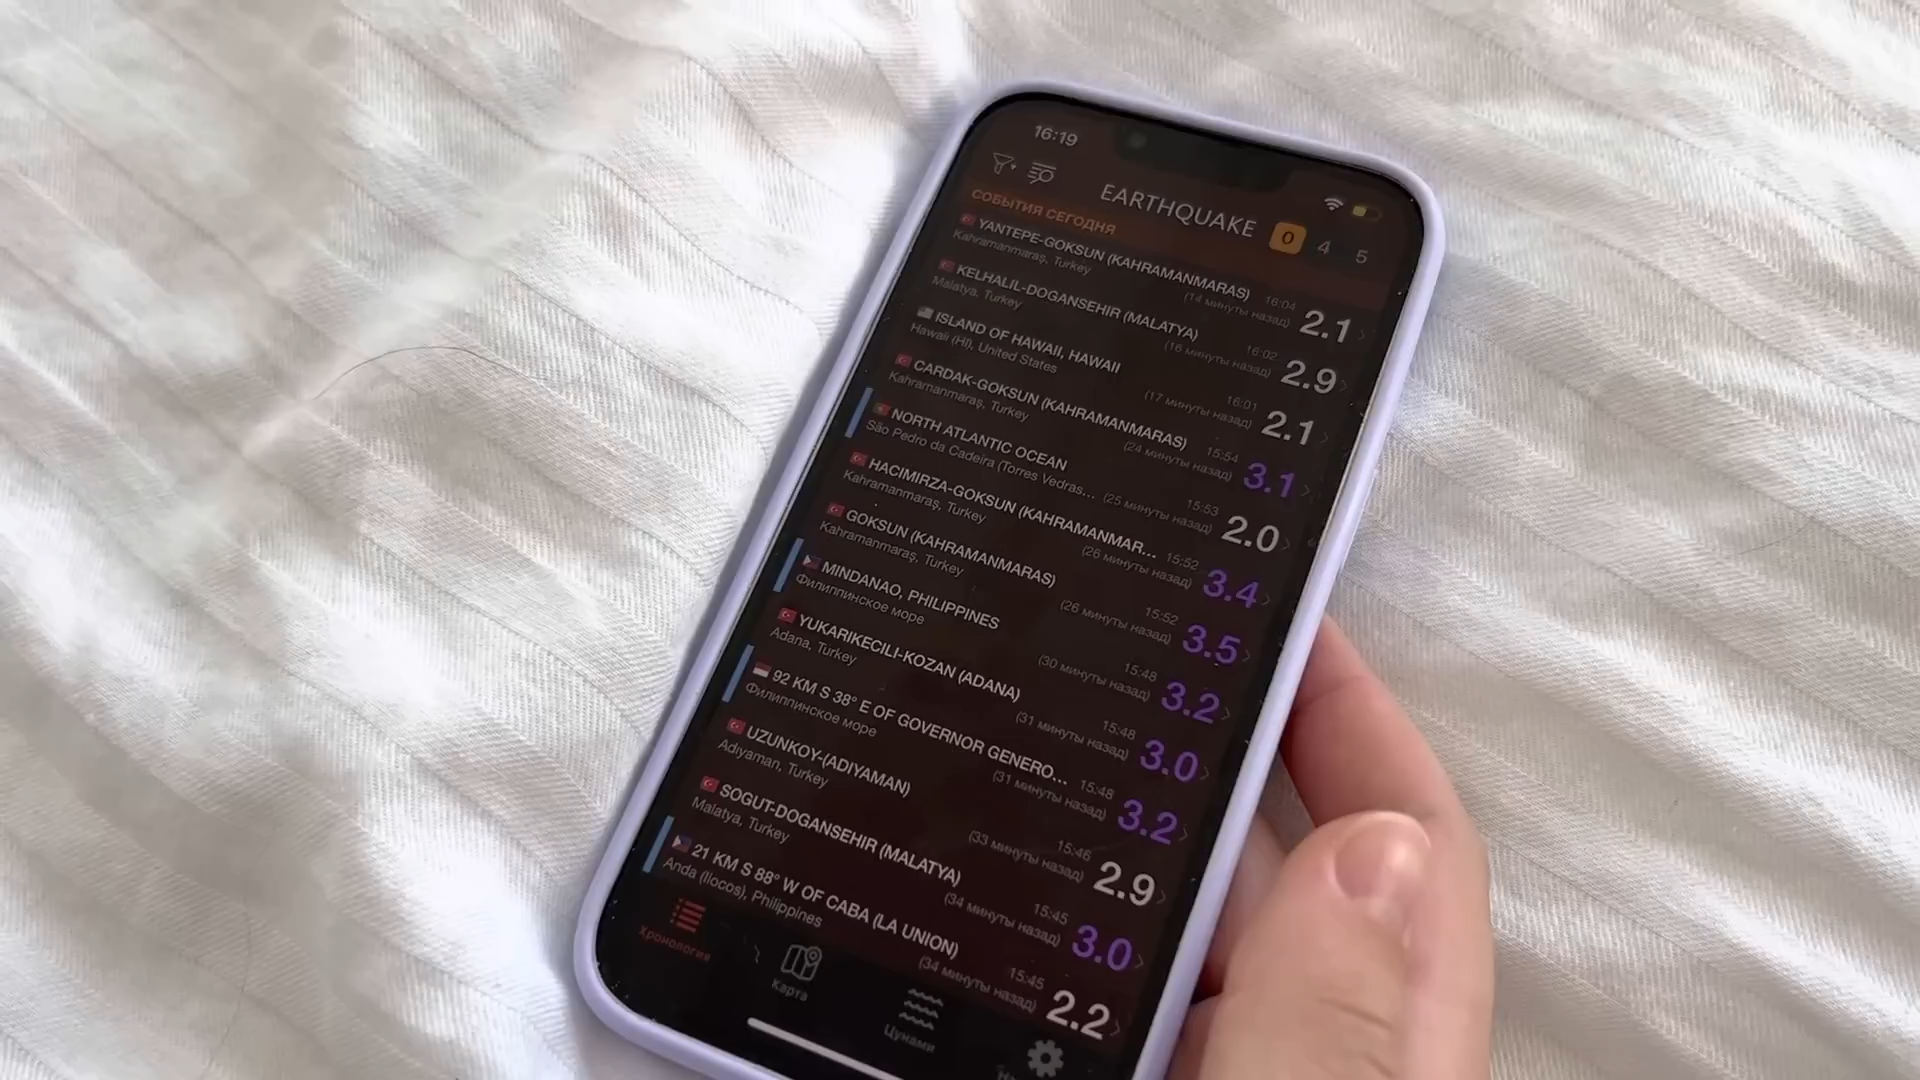 16:19
EARTHQUAKE
0 4 5
СОБЫТИЯ СЕГОДНЯ
YANTEPE-GOKSUN (KAHRAMANMARAS)
Kahramanmaraş, Turkey
16:04
(14 минуты назад)
2.1
KELHALIL-DOGANSEHIR (MALATYA)
Malatya, Turkey
16:02
(16 минуты назад)
2.9
ISLAND OF HAWAII, HAWAII
Hawaii (HI), United States
16:01
(17 минуты назад)
2.1
CARDAK-GOKSUN (KAHRAMANMARAS)
Kahramanmaraş, Turkey
15:54
(24 минуты назад)
3.1
NORTH ATLANTIC OCEAN
São Pedro da Cadeira (Torres Vedras...
15:53
(25 минуты назад)
2.0
HACIMIRZA-GOKSUN (KAHRAMANMAR...
Kahramanmaraş, Turkey
15:52
(26 минуты назад)
3.4
GOKSUN (KAHRAMANMARAS)
Kahramanmaraş, Turkey
15:52
(26 минуты назад)
3.5
MINDANAO, PHILIPPINES
Филиппинское море
15:48
(30 минуты назад)
3.2
YUKARIKECILI-KOZAN (ADANA)
Adana, Turkey
15:48
(31 минуты назад)
3.0
92 KM S 38° E OF GOVERNOR GENERO...
Филиппинское море
15:48
(31 минуты назад)
3.2
UZUNKOY-(ADIYAMAN)
Adıyaman, Turkey
15:46
(33 минуты назад)
2.9
SOGUT-DOGANSEHIR (MALATYA)
Malatya, Turkey
15:45
(34 минуты назад)
3.0
21 KM S 88° W OF CABA (LA UNION)
Anda (Ilocos), Philippines
15:45
(34 минуты назад)
2.2
Хронология
Карта
Цунами